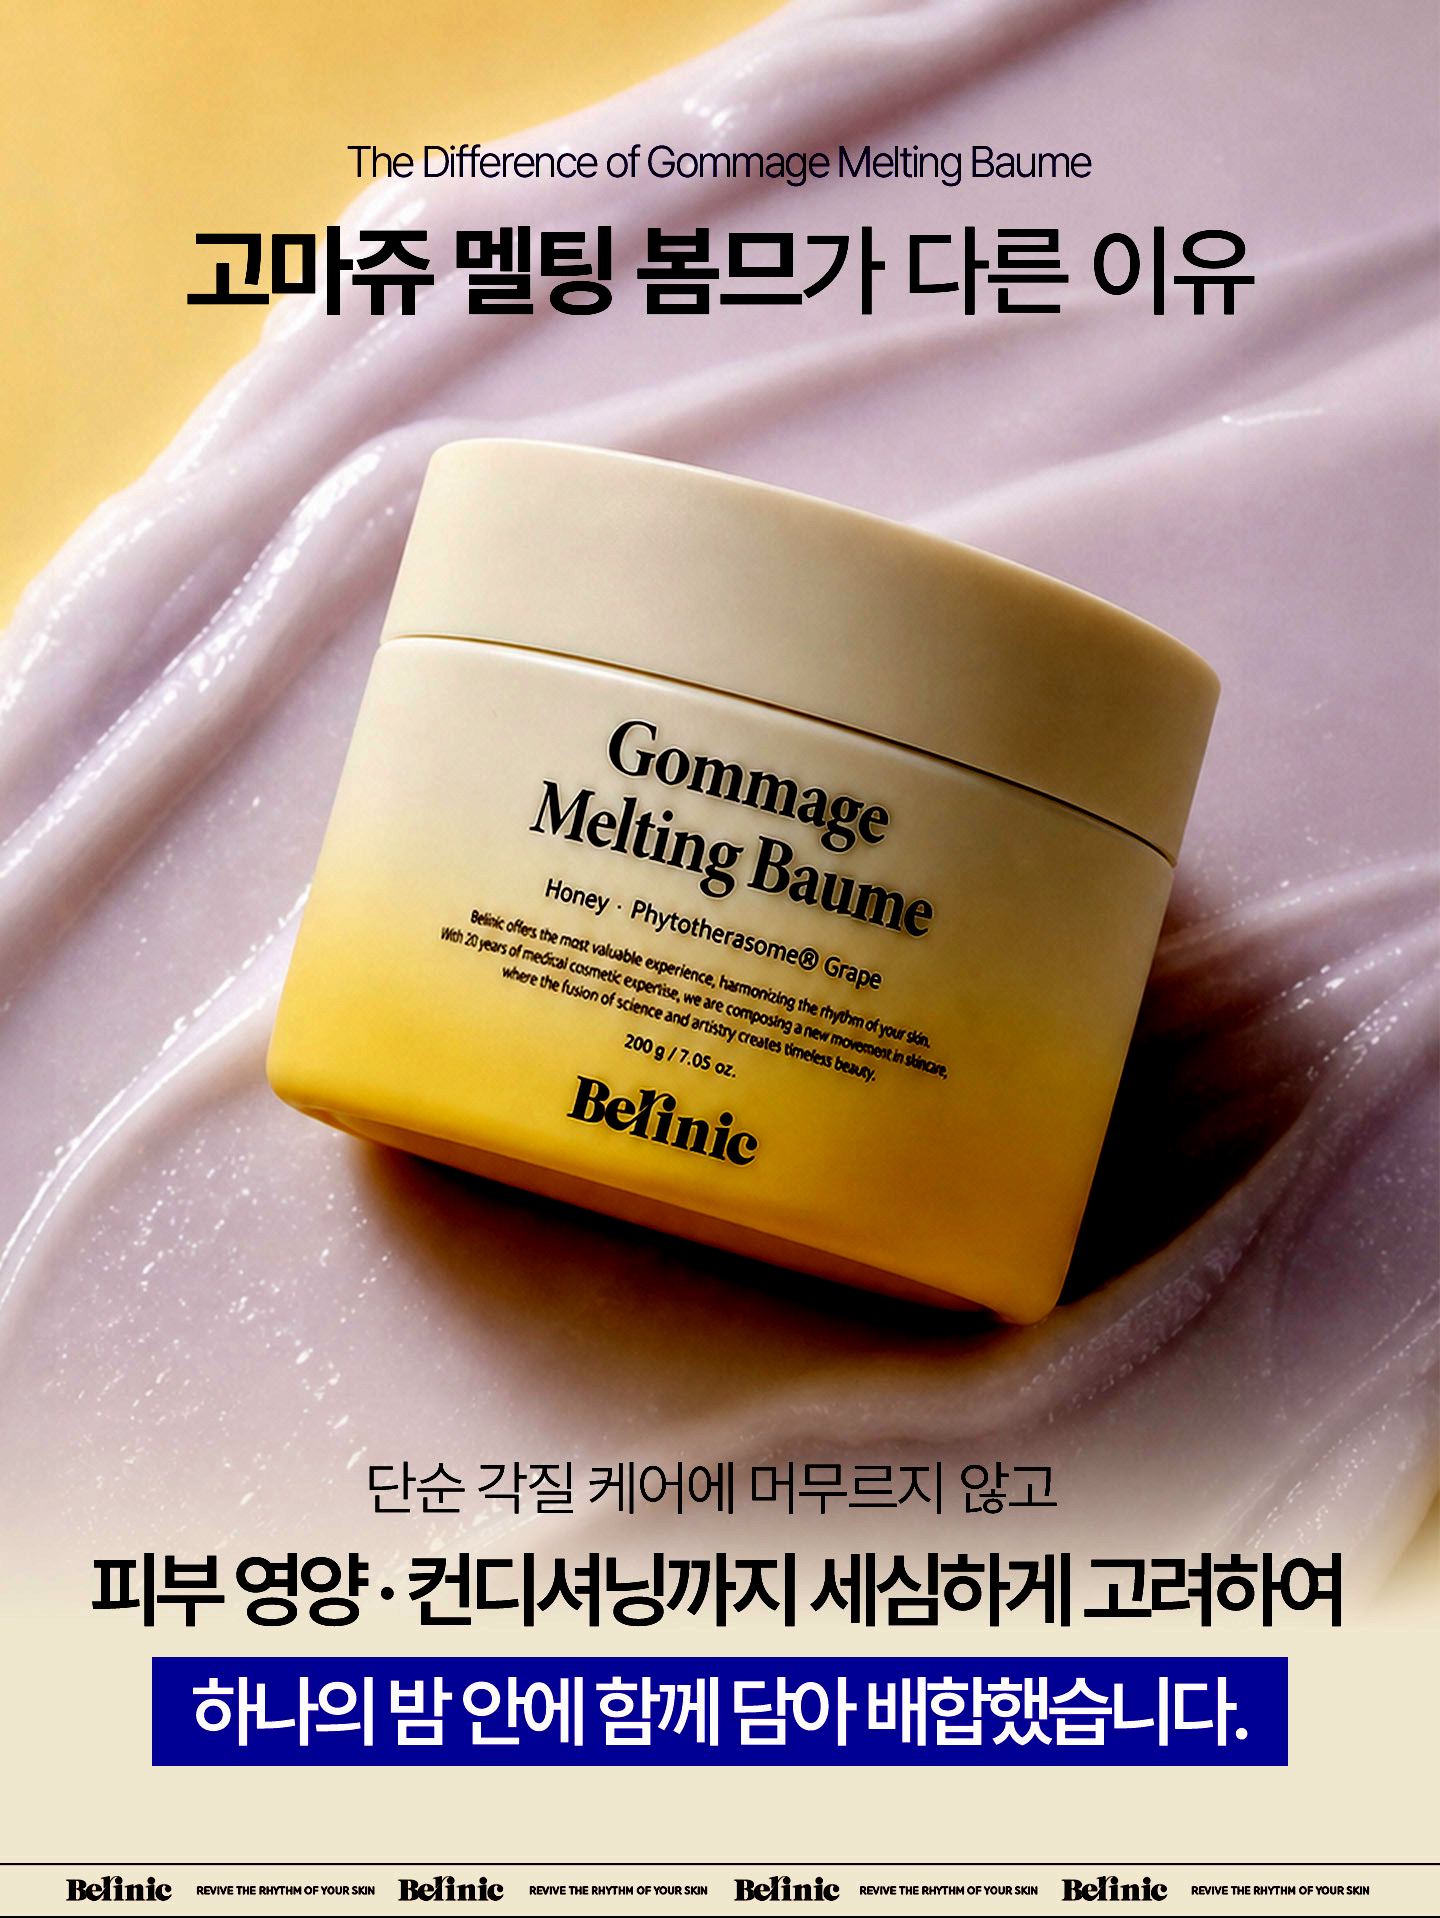 The Difference of Gommage Melting Baume
고마쥬 멜팅 봄므가 다른 이유
Gommage
Melting Baume
Honey · Phytotherasome® Grape
Belinic offers the most valuable experience, harmonizing the rhythm of your skin.
With 20 years of medical cosmetic expertise, we are composing a new movement in skincare,
where the fusion of science and artistry creates timeless beauty.
200 g / 7.05 oz.
Belinic
단순 각질 케어에 머무르지 않고
피부 영양·컨디셔닝까지 세심하게 고려하여
하나의 밤 안에 함께 담아 배합했습니다.
Belinic REVIVE THE RHYTHM OF YOUR SKIN Belinic REVIVE THE RHYTHM OF YOUR SKIN Belinic REVIVE THE RHYTHM OF YOUR SKIN Belinic REVIVE THE RHYTHM OF YOUR SKIN